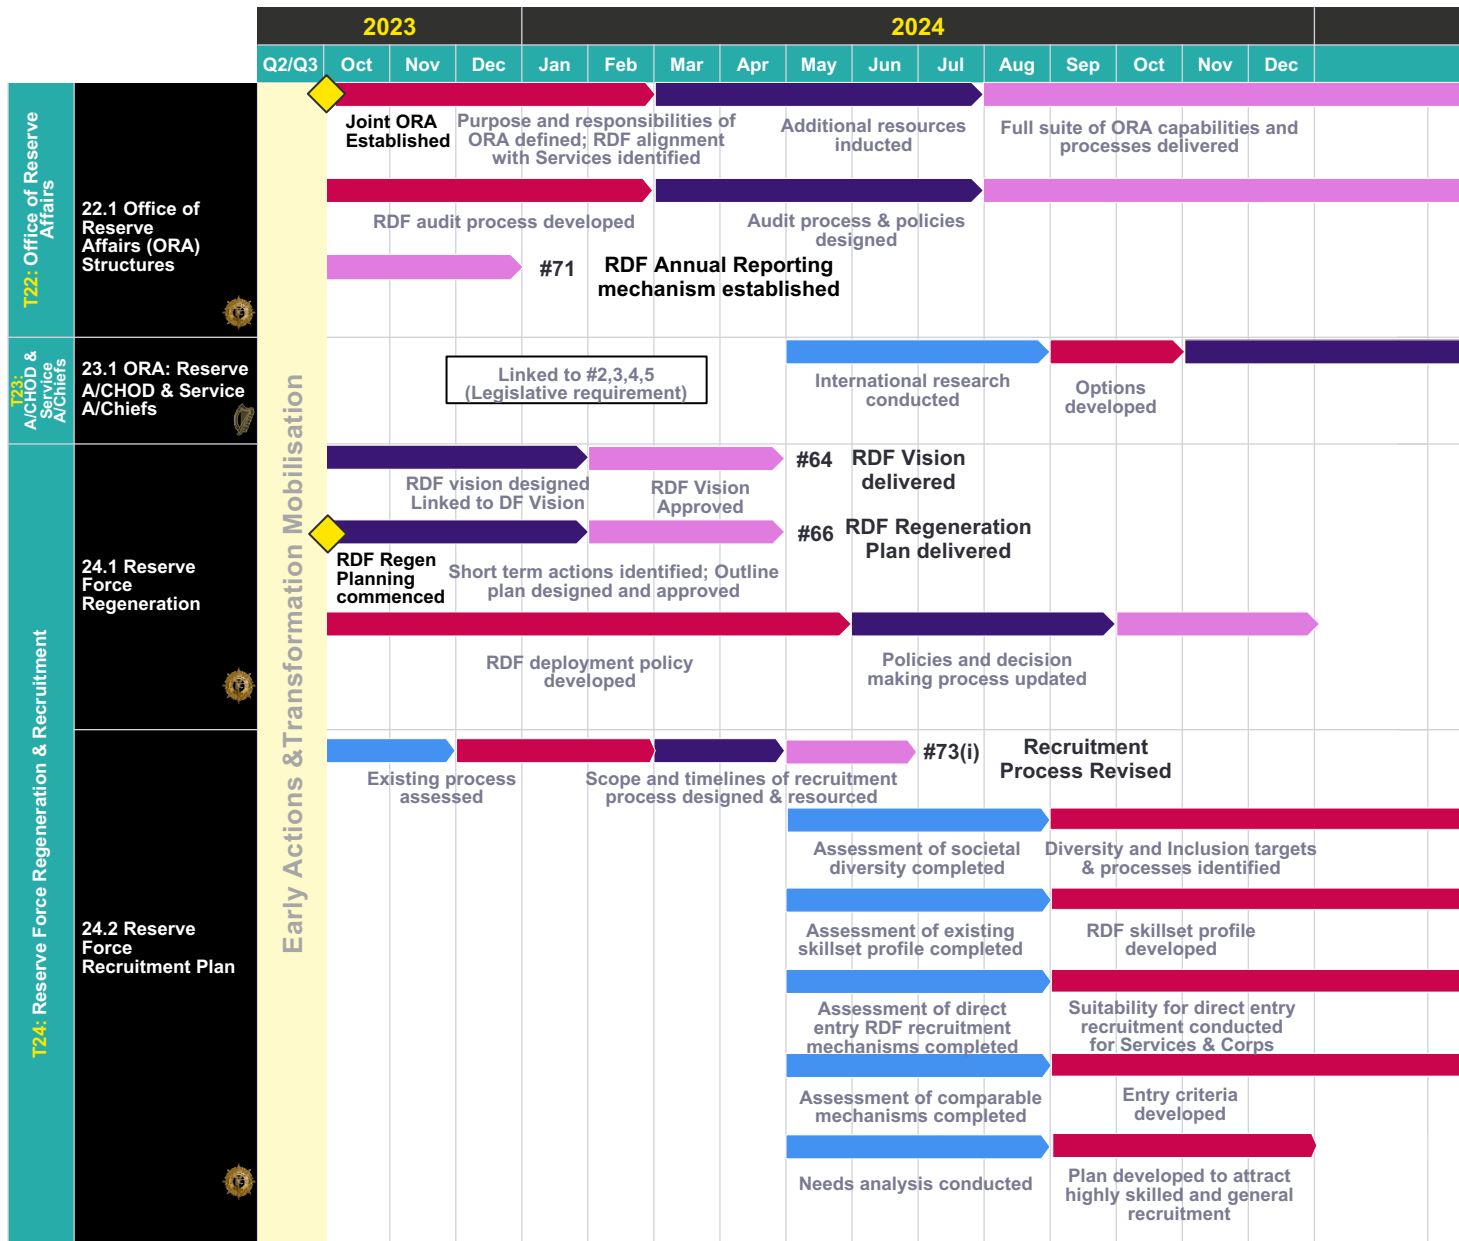 2023
2024
Q2/Q3
Oct
Nov
Dec
Jan
Feb
Mar
Apr
May
Jun
Jul
Aug
Sep
Oct
Nov
Dec
T22: Office of Reserve
Affairs
22.1 Office of
Reserve
Affairs (ORA)
Structures
Early Actions &Transformation Mobilisation
Joint ORA
Established
Purpose and responsibilities of
ORA defined; RDF alignment
with Services identified
Additional resources
inducted
Full suite of ORA capabilities and
processes delivered
RDF audit process developed
Audit process & policies
designed
#71
RDF Annual Reporting
mechanism established
T23:
A/CHOD &
Service
A/Chiefs
23.1 ORA: Reserve
A/CHOD & Service
A/Chiefs
Linked to #2,3,4,5
(Legislative requirement)
International research
conducted
Options
developed
T24: Reserve Force Regeneration & Recruitment
24.1 Reserve
Force
Regeneration
RDF vision designed
Linked to DF Vision
RDF Vision
Approved
#64
RDF Vision
delivered
RDF Regen
Planning
commenced
Short term actions identified; Outline
plan designed and approved
#66
RDF Regeneration
Plan delivered
RDF deployment policy
developed
Policies and decision
making process updated
24.2 Reserve
Force
Recruitment Plan
Existing process
assessed
Scope and timelines of recruitment
process designed & resourced
#73(i)
Recruitment
Process Revised
Assessment of societal
diversity completed
Diversity and Inclusion targets
& processes identified
Assessment of existing
skillset profile completed
RDF skillset profile
developed
Assessment of direct
entry RDF recruitment
mechanisms completed
Suitability for direct entry
recruitment conducted
for Services & Corps
Assessment of comparable
mechanisms completed
Entry criteria
developed
Needs analysis conducted
Plan developed to attract
highly skilled and general
recruitment